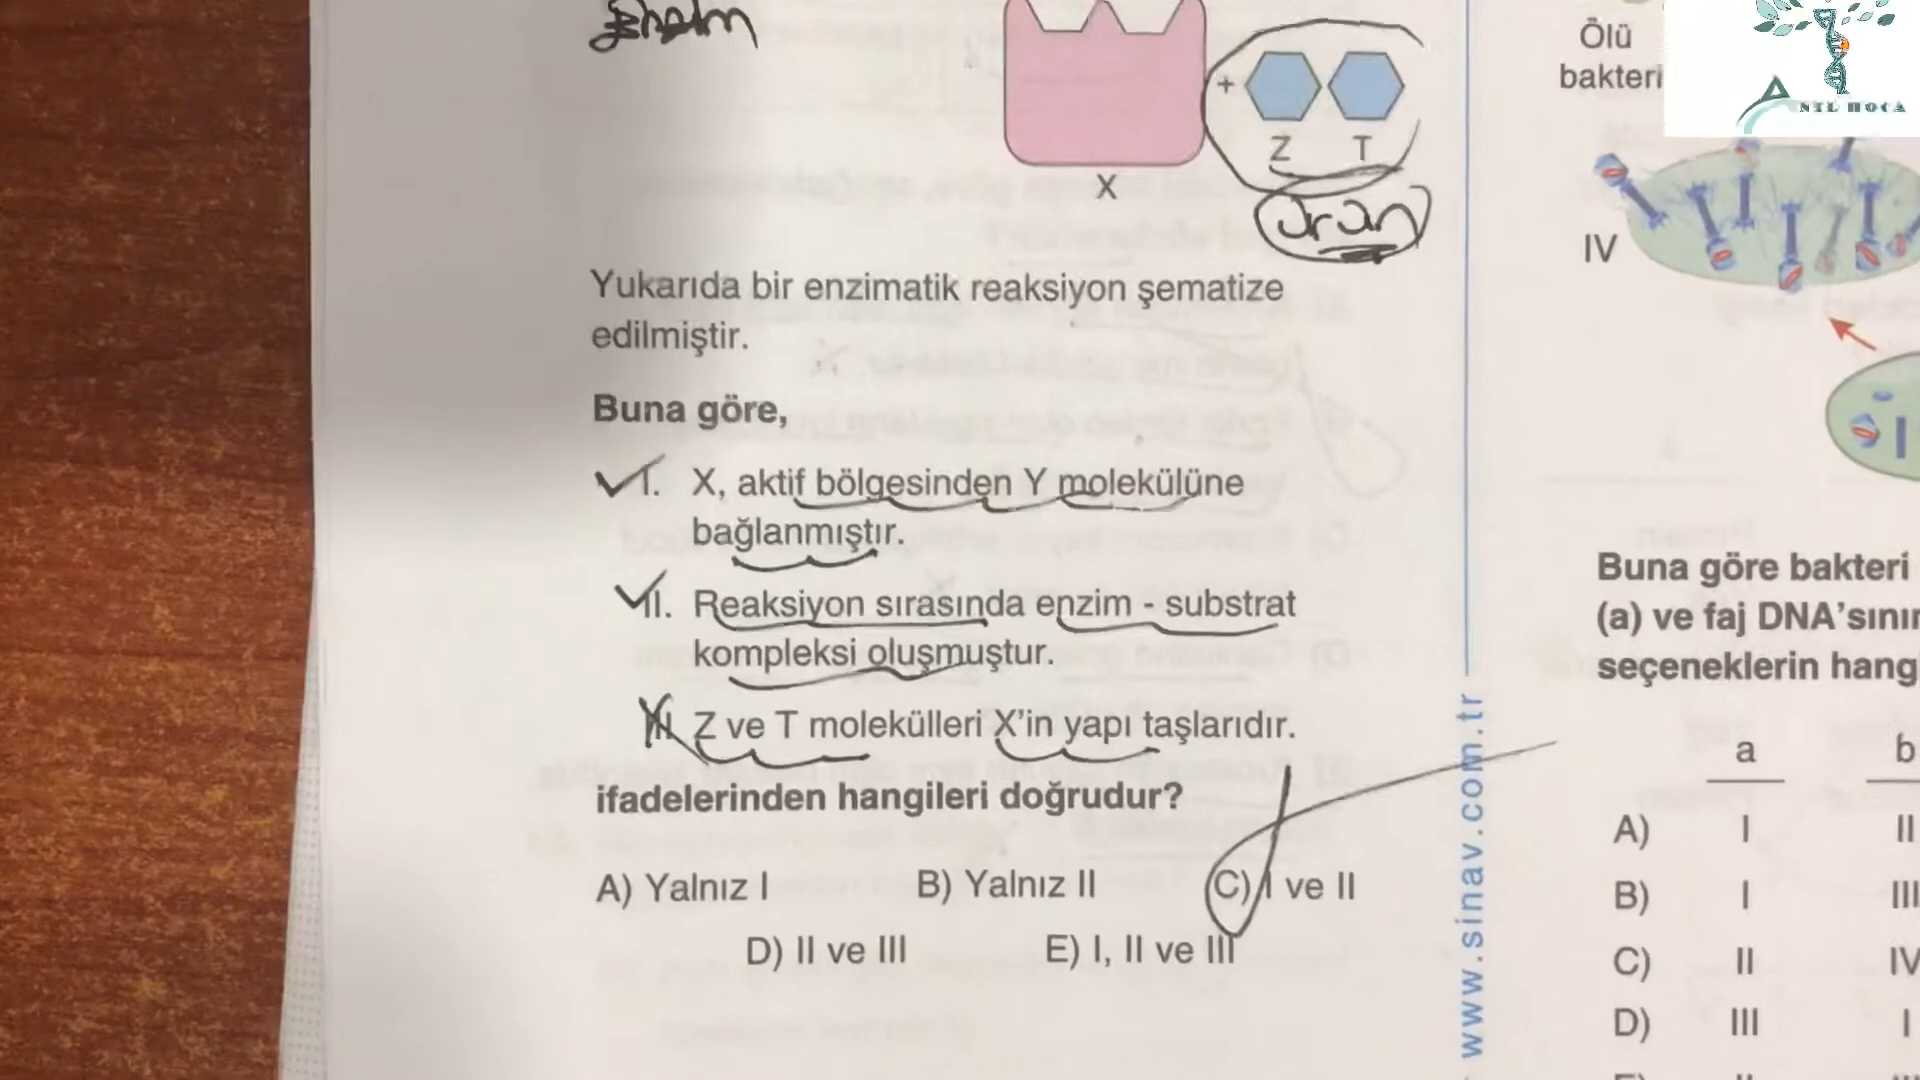 +
Z T
X
ürün
Yukarıda bir enzimatik reaksiyon şematize
edilmiştir.
Buna göre,
I. X, aktif bölgesinden Y molekülüne
bağlanmıştır.
II. Reaksiyon sırasında enzim - substrat
kompleksi oluşmuştur.
III. Z ve T molekülleri X'in yapı taşlarıdır.
ifadelerinden hangileri doğrudur?
A) Yalnız I B) Yalnız II C) I ve II
D) II ve III E) I, II ve III
www.sinav.com.tr
Ölü
bakteri
ANIL HOCA
IV
Buna göre bakteri
(a) ve faj DNA'sının
seçeneklerin hang
a b
A) I II
B) I III
C) II IV
D) III I